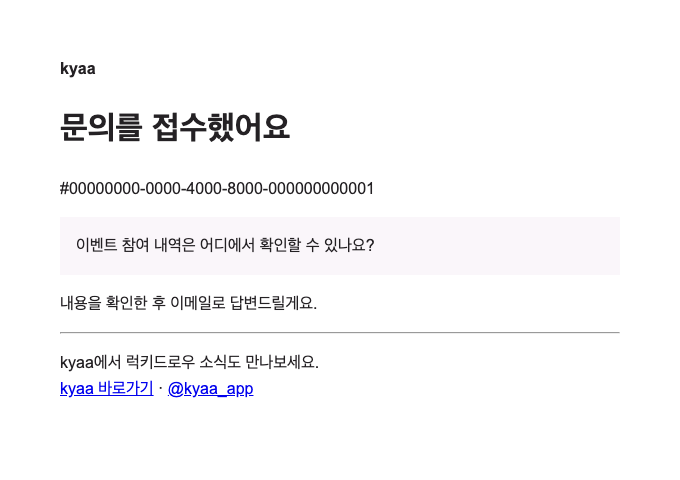 kyaa
문의를 접수했어요
#00000000-0000-4000-8000-000000000001
이벤트 참여 내역은 어디에서 확인할 수 있나요?
내용을 확인한 후 이메일로 답변드릴게요.
kyaa에서 럭키드로우 소식도 만나보세요.
kyaa 바로가기 · @kyaa_app